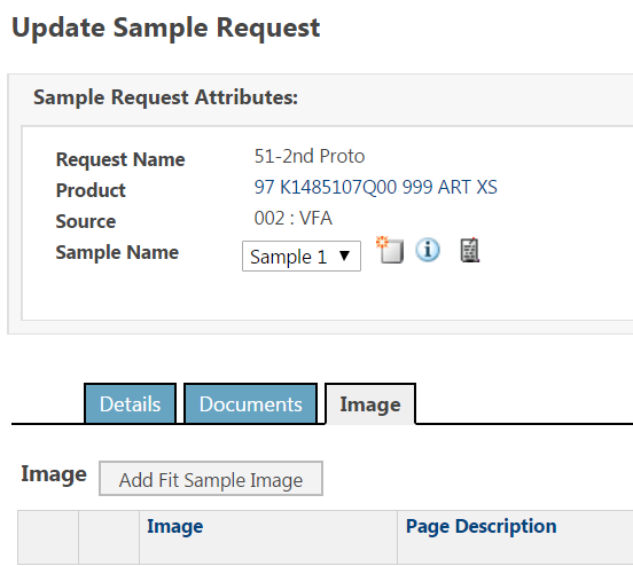 Update Sample Request
Sample Request Attributes:
Request Name 51-2nd Proto
Product 97 K1485107Q00 999 ART XS
Source 002 : VFA
Sample Name Sample 1
Details Documents Image
Image Add Fit Sample Image
Image Page Description